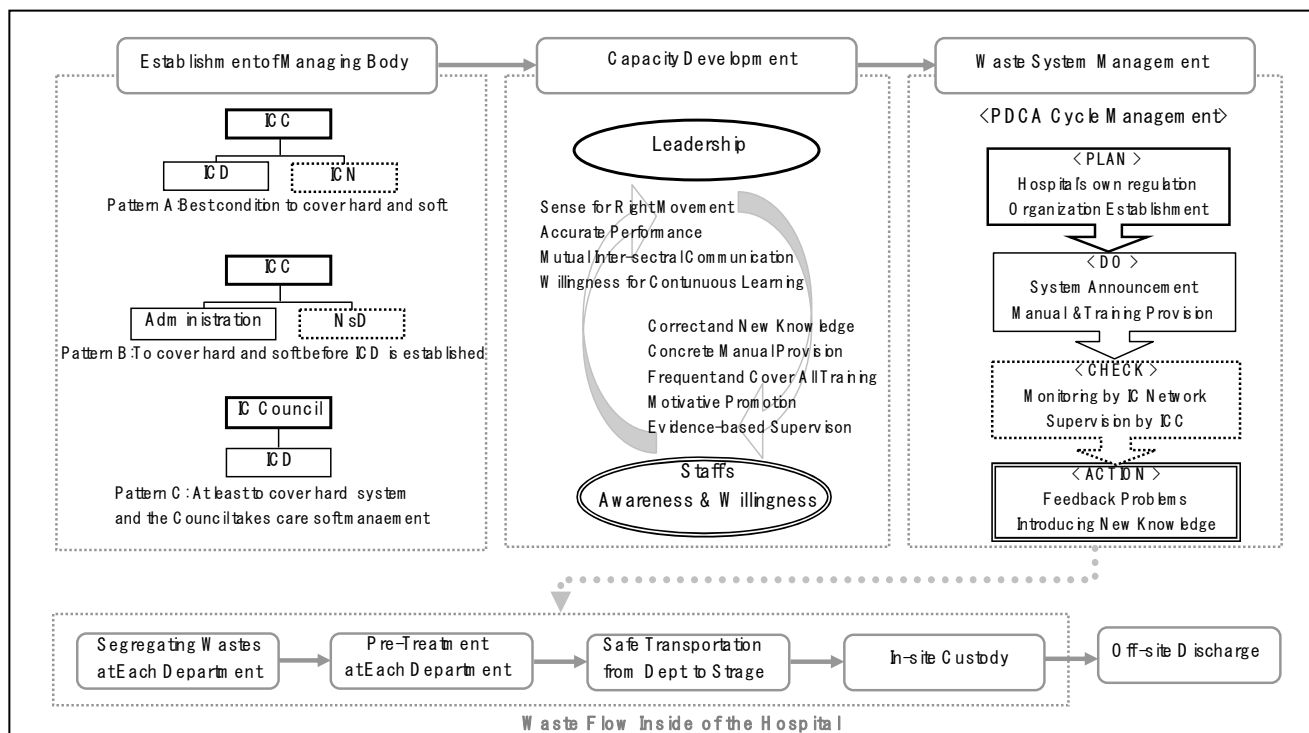 Establishment of Managing Body
Capacity Development
Waste System Management
ICC
ICD
ICN
Pattern A: Best condition to cover hard and soft
ICC
Administration
NsD
Pattern B: To cover hard and soft before ICD is established
IC Council
ICD
Pattern C: At least to cover hard system
and the Council takes care soft manaement
Leadership
Sense for Right Movement
Accurate Performance
Mutual Inter-sectral Communication
Willingness for Contunuous Learning
Correct and New Knowledge
Concrete Manual Provision
Frequent and Cover All Training
Motivative Promotion
Evidence-based Supervison
Staff's
Awareness & Willingness
<PDCA Cycle Management>
<PLAN>
Hospital's own regulation
Organization Establishment
<DO>
System Announcement
Manual & Training Provision
<CHECK>
Monitoring by IC Network
Supervision by ICC
<ACTION>
Feedback Problems
Introducing New Knowledge
Segregating Wastes
at Each Department
Pre-Treatment
at Each Department
Safe Transportation
from Dept to Strage
In-site Custody
Off-site Discharge
Waste Flow Inside of the Hospital